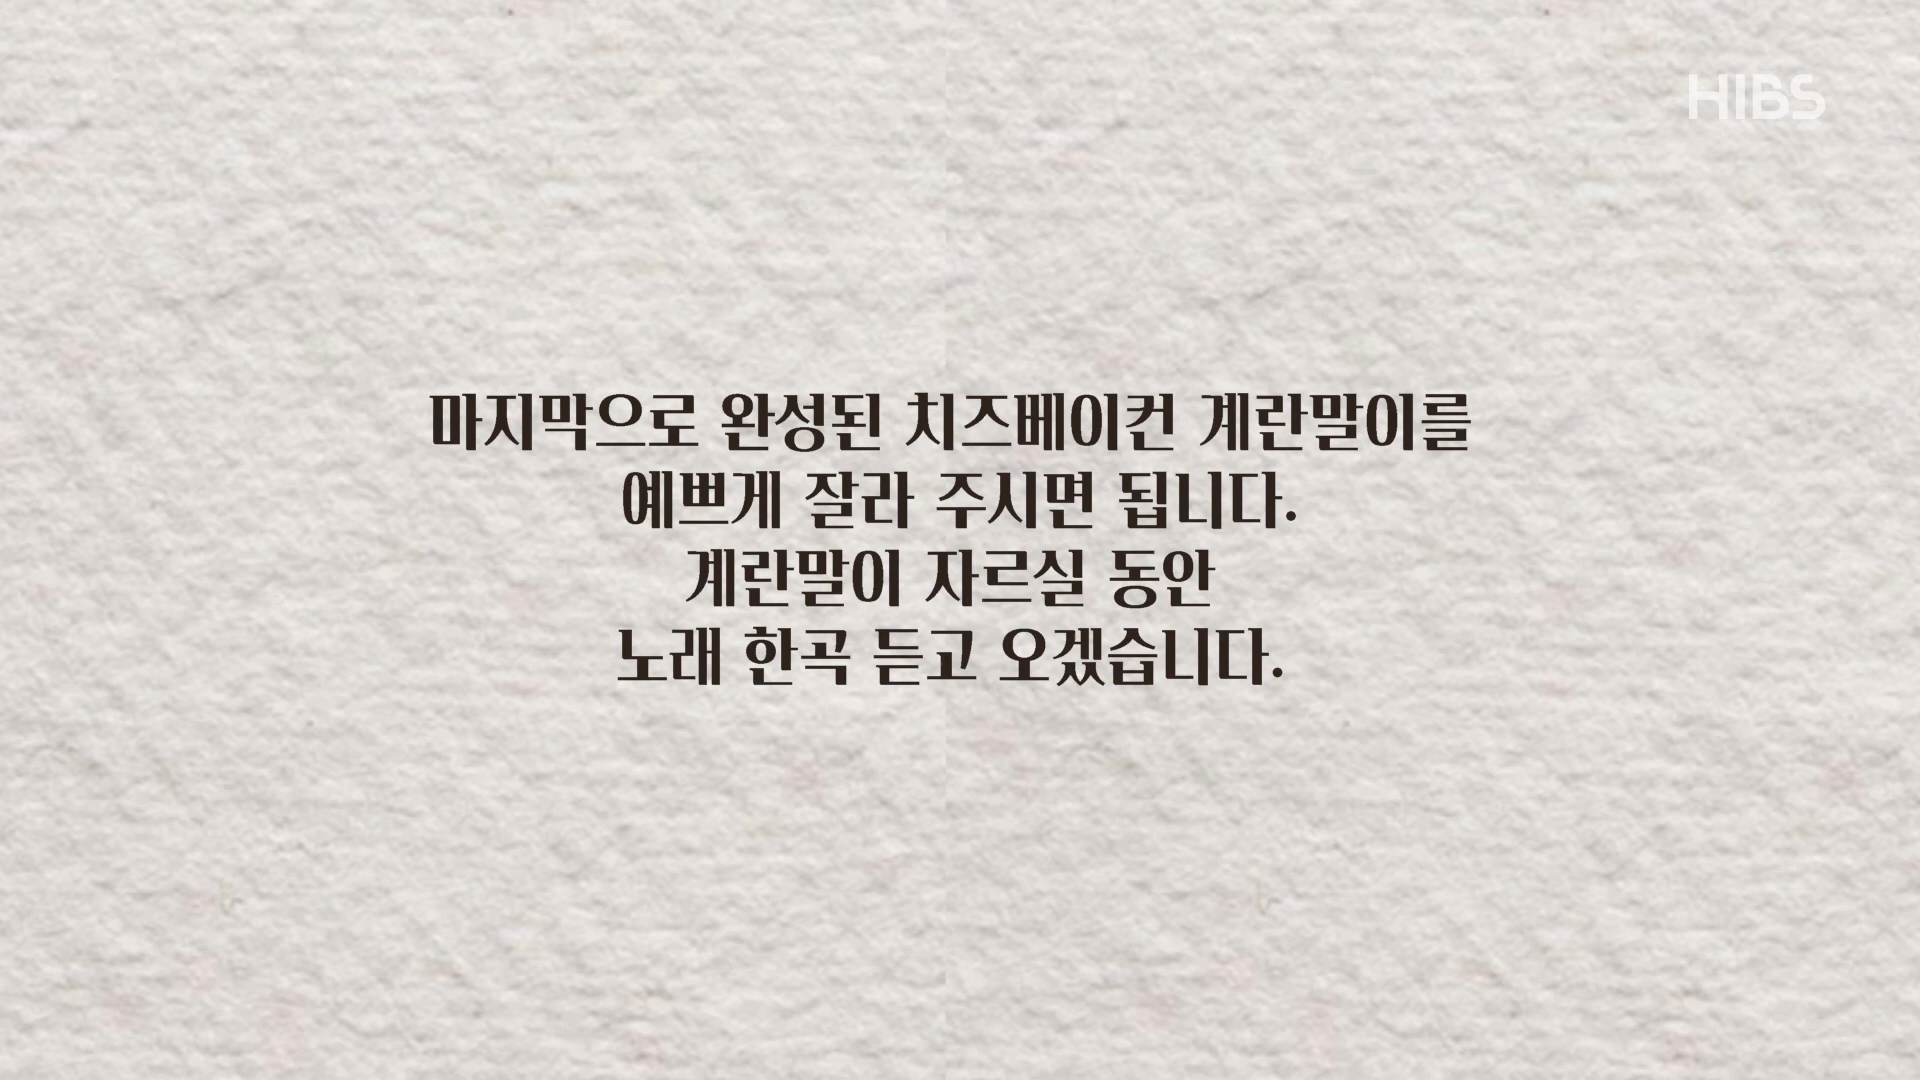 HIBS
마지막으로 완성된 치즈베이컨 계란말이를
예쁘게 잘라 주시면 됩니다.
계란말이 자르실 동안
노래 한곡 듣고 오겠습니다.